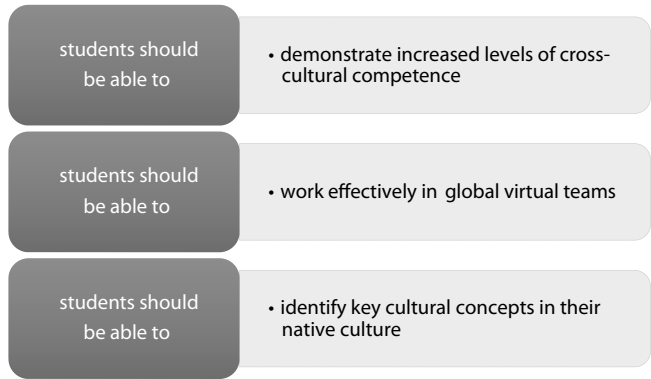 students should
be able to
• demonstrate increased levels of cross-
cultural competence
students should
be able to
• work effectively in global virtual teams
students should
be able to
• identify key cultural concepts in their
native culture